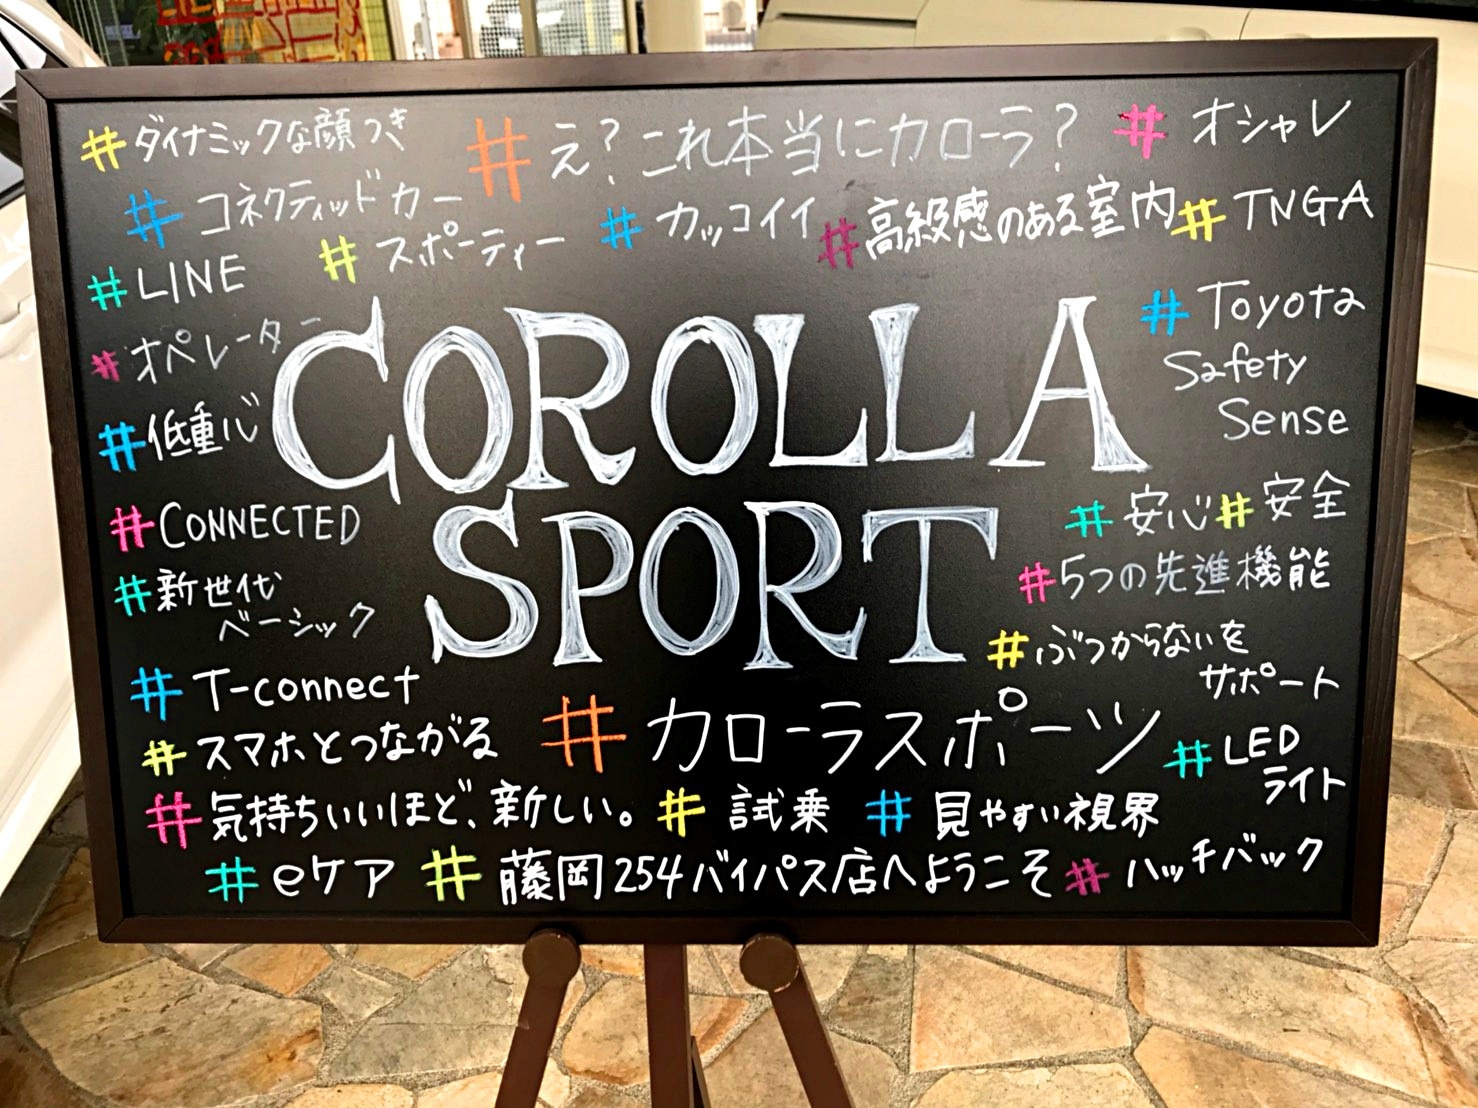 #ダイナミックな顔つき
#え？これ本当にカローラ？
#オシャレ
#コネクティッドカー
#スポーティー
#カッコイイ
#高級感のある室内
#TNGA
#LINE
#オペレーター
#低重心
#CONNECTED
#新世代
ベーシック
#T-connect
#スマホとつながる
COROLLA
SPORT
#Toyota
Safety
Sense
#安心#安全
#5つの先進機能
#ぶつからないを
サポート
#カローラスポーツ
#LED
ライト
#気持ちいいほど、新しい。
#試乗
#見やすい視界
#eケア
#藤岡254バイパス店へようこそ
#ハッチバック